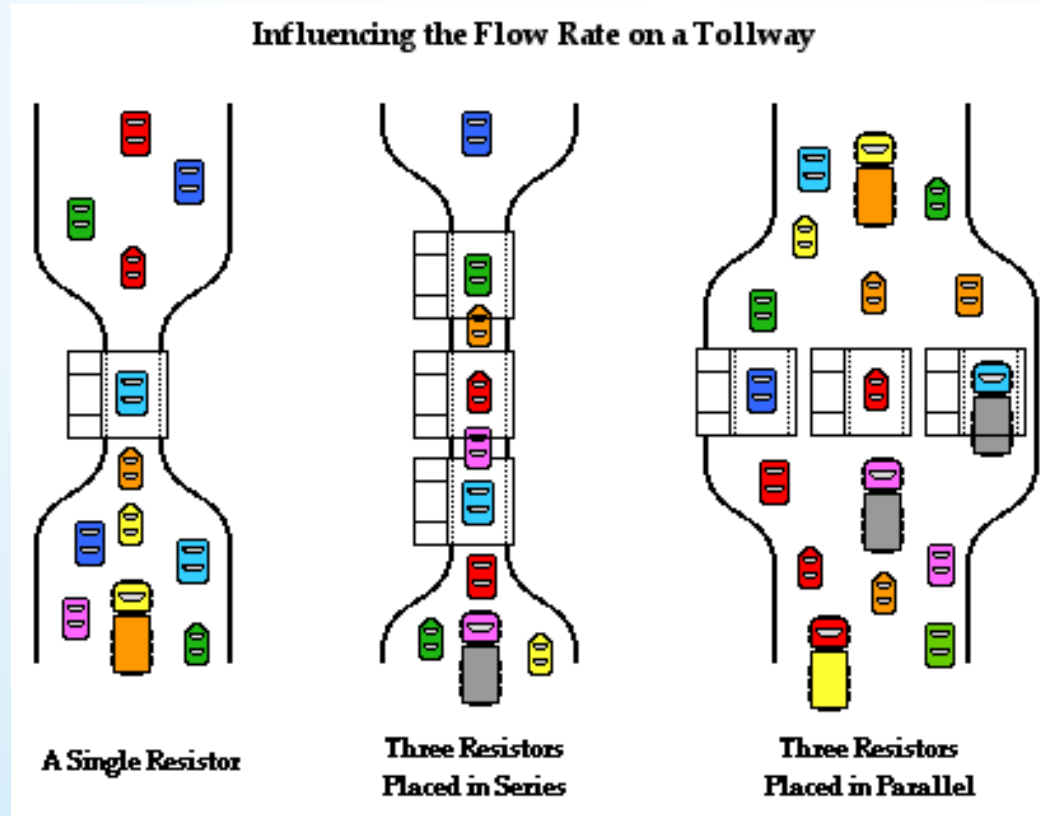 Influencing the Flow Rate on a Tollway
A Single Resistor
Three Resistors
Placed in Series
Three Resistors
Placed in Parallel